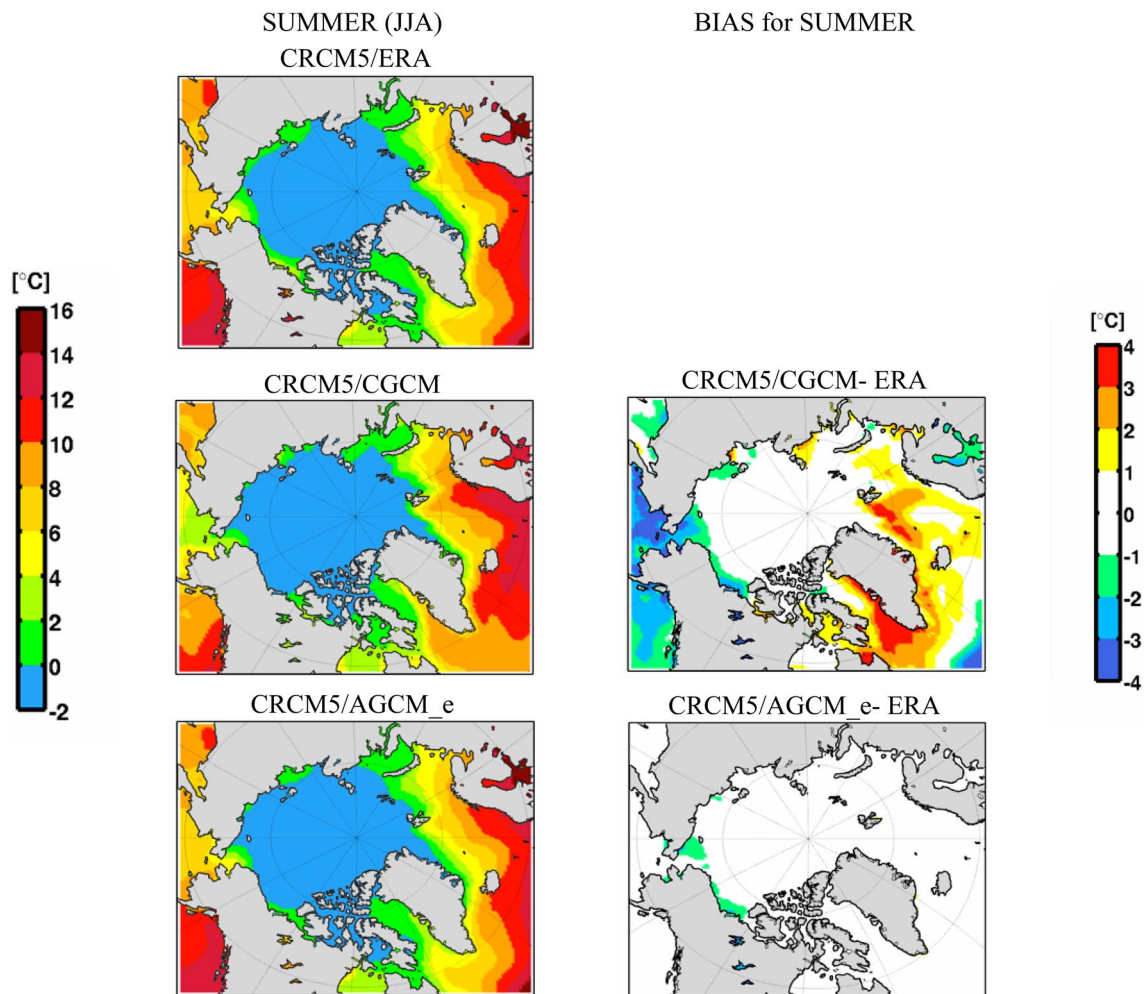 SUMMER (JJA)
BIAS for SUMMER
CRCM5/ERA
[°C]
16
14
12
10
8
6
4
2
0
-2
CRCM5/CGCM
CRCM5/CGCM- ERA
[°C]
4
3
2
1
0
-1
-2
-3
-4
CRCM5/AGCM_e
CRCM5/AGCM_e- ERA